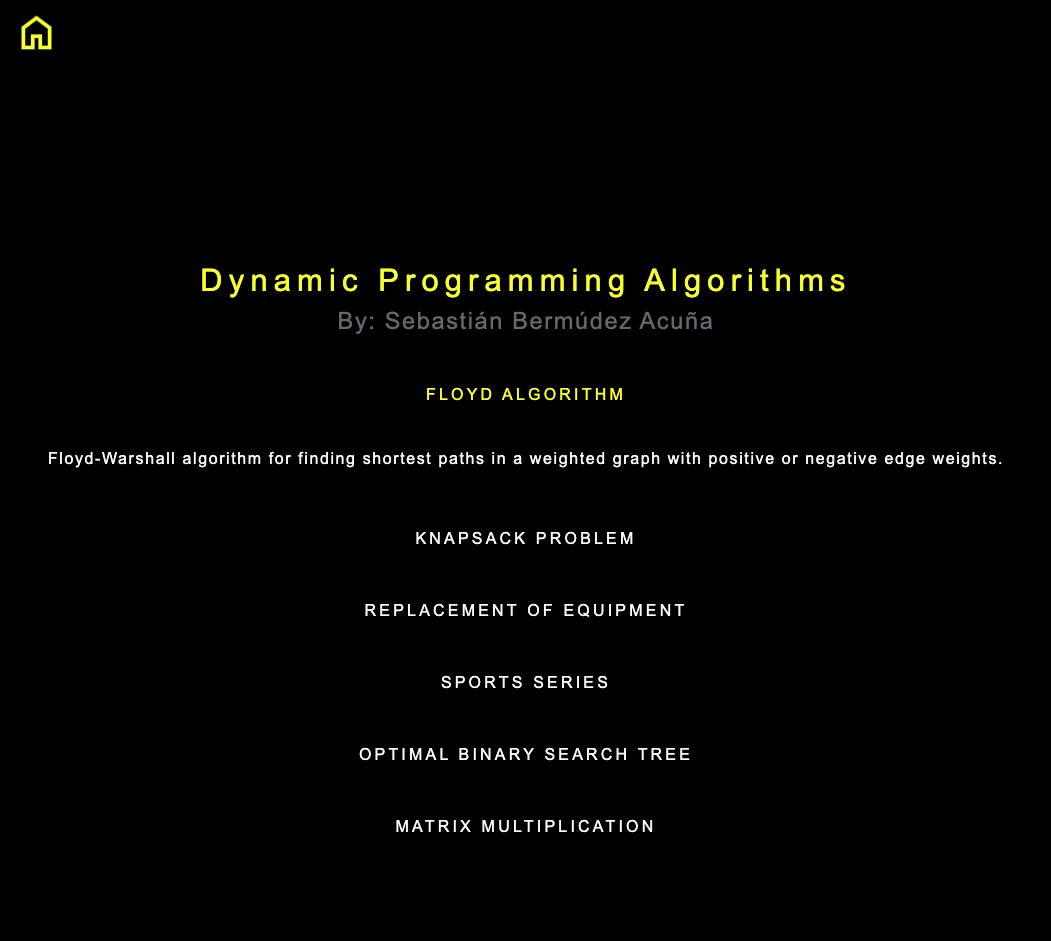 Dynamic Programming Algorithms
By: Sebastián Bermúdez Acuña
FLOYD ALGORITHM
Floyd-Warshall algorithm for finding shortest paths in a weighted graph with positive or negative edge weights.
KNAPSACK PROBLEM
REPLACEMENT OF EQUIPMENT
SPORTS SERIES
OPTIMAL BINARY SEARCH TREE
MATRIX MULTIPLICATION